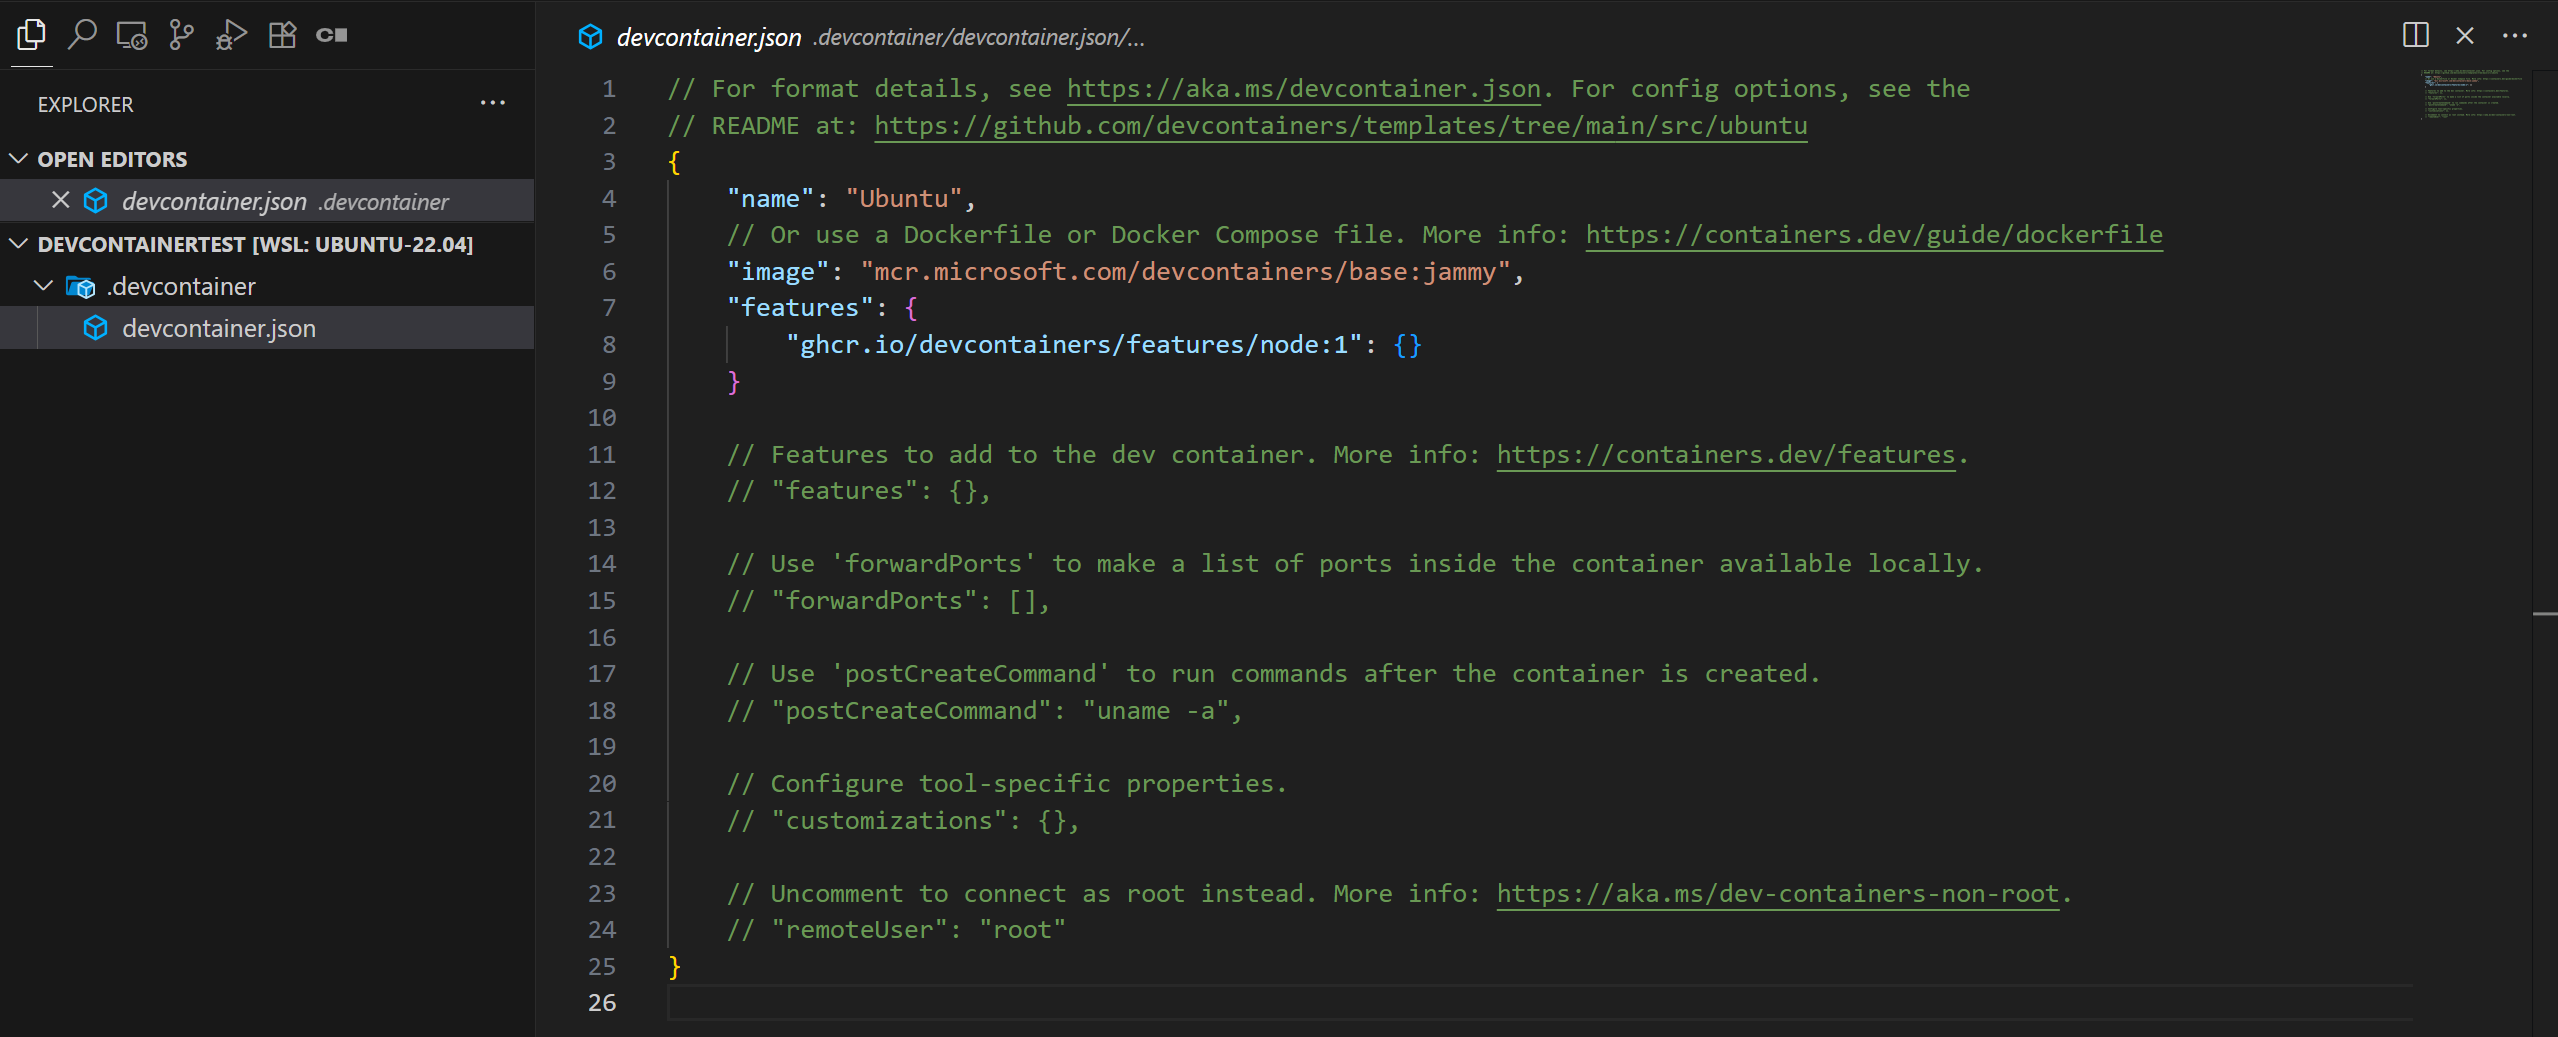 EXPLORER
OPEN EDITORS
devcontainer.json .devcontainer
DEVCONTAINERTEST [WSL: UBUNTU-22.04]
.devcontainer
devcontainer.json
devcontainer.json .devcontainer/devcontainer.json/...
1 // For format details, see https://aka.ms/devcontainer.json. For config options, see the
2 // README at: https://github.com/devcontainers/templates/tree/main/src/ubuntu
3 {
4 "name": "Ubuntu",
5 // Or use a Dockerfile or Docker Compose file. More info: https://containers.dev/guide/dockerfile
6 "image": "mcr.microsoft.com/devcontainers/base:jammy",
7 "features": {
8 "ghcr.io/devcontainers/features/node:1": {}
9 }
10
11 // Features to add to the dev container. More info: https://containers.dev/features.
12 // "features": {},
13
14 // Use 'forwardPorts' to make a list of ports inside the container available locally.
15 // "forwardPorts": [],
16
17 // Use 'postCreateCommand' to run commands after the container is created.
18 // "postCreateCommand": "uname -a",
19
20 // Configure tool-specific properties.
21 // "customizations": {},
22
23 // Uncomment to connect as root instead. More info: https://aka.ms/dev-containers-non-root.
24 // "remoteUser": "root"
25 }
26